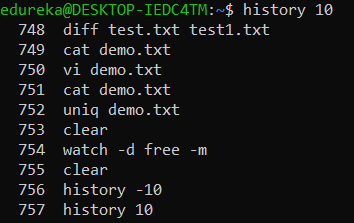 edureka@DESKTOP-IEDC4TM:~$ history 10
748 diff test.txt test1.txt
749 cat demo.txt
750 vi demo.txt
751 cat demo.txt
752 uniq demo.txt
753 clear
754 watch -d free -m
755 clear
756 history -10
757 history 10